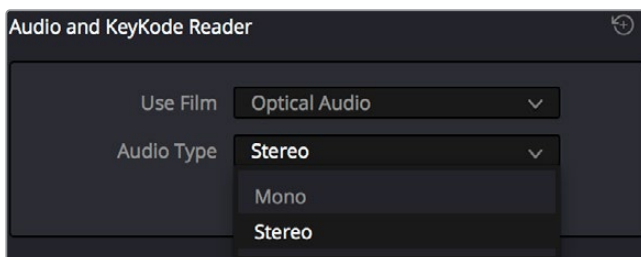 Audio and KeyKode Reader
Use Film Optical Audio
Audio Type Stereo
Mono
Stereo